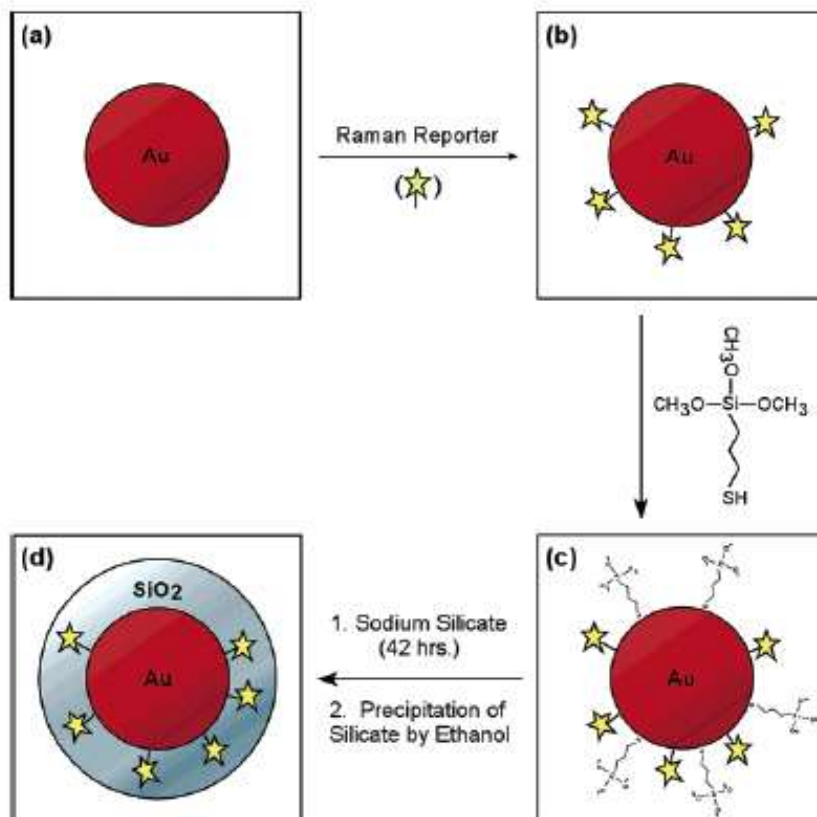 (a)
Au
Raman Reporter
( )
(b)
Au
CH3O
CH3O—Si—OCH3
SH
(c)
Au
1. Sodium Silicate
(42 hrs.)
2. Precipitation of
Silicate by Ethanol
(d)
SiO2
Au